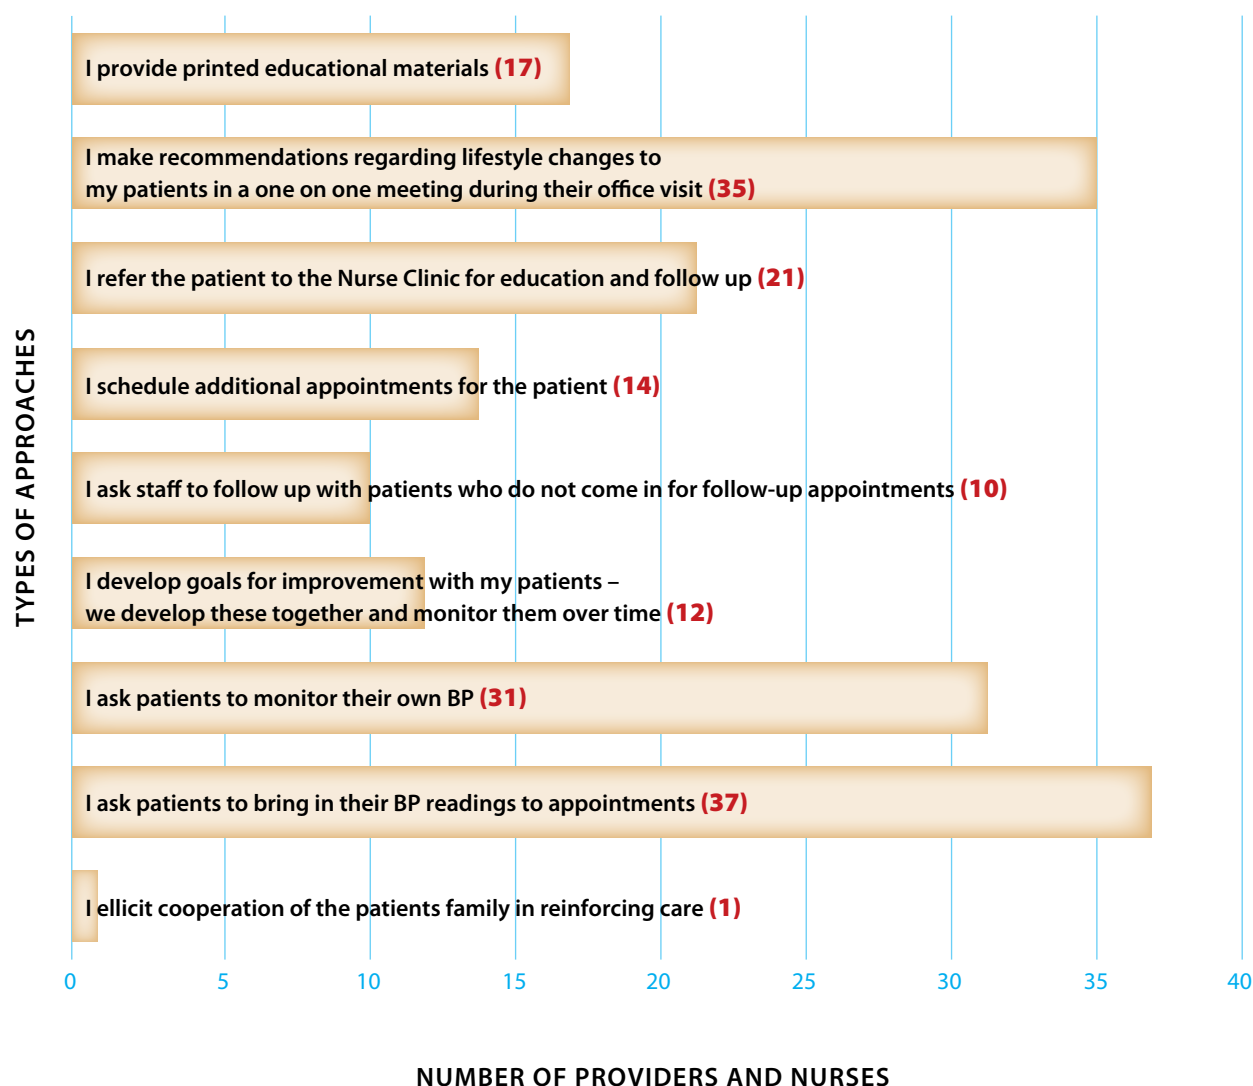 I provide printed educational materials (17)
I make recommendations regarding lifestyle changes to
my patients in a one on one meeting during their office visit (35)
I refer the patient to the Nurse Clinic for education and follow up (21)
I schedule additional appointments for the patient (14)
I ask staff to follow up with patients who do not come in for follow-up appointments (10)
I develop goals for improvement with my patients –
we develop these together and monitor them over time (12)
I ask patients to monitor their own BP (31)
I ask patients to bring in their BP readings to appointments (37)
I ellicit cooperation of the patients family in reinforcing care (1)
TYPES OF APPROACHES
0 5 10 15 20 25 30 35 40
NUMBER OF PROVIDERS AND NURSES